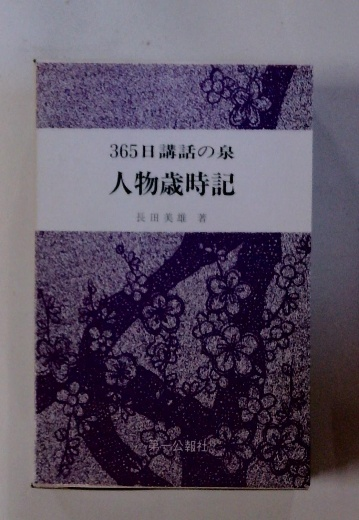 365日講話の泉
人物歳時記
長田美雄 著
第一公報社